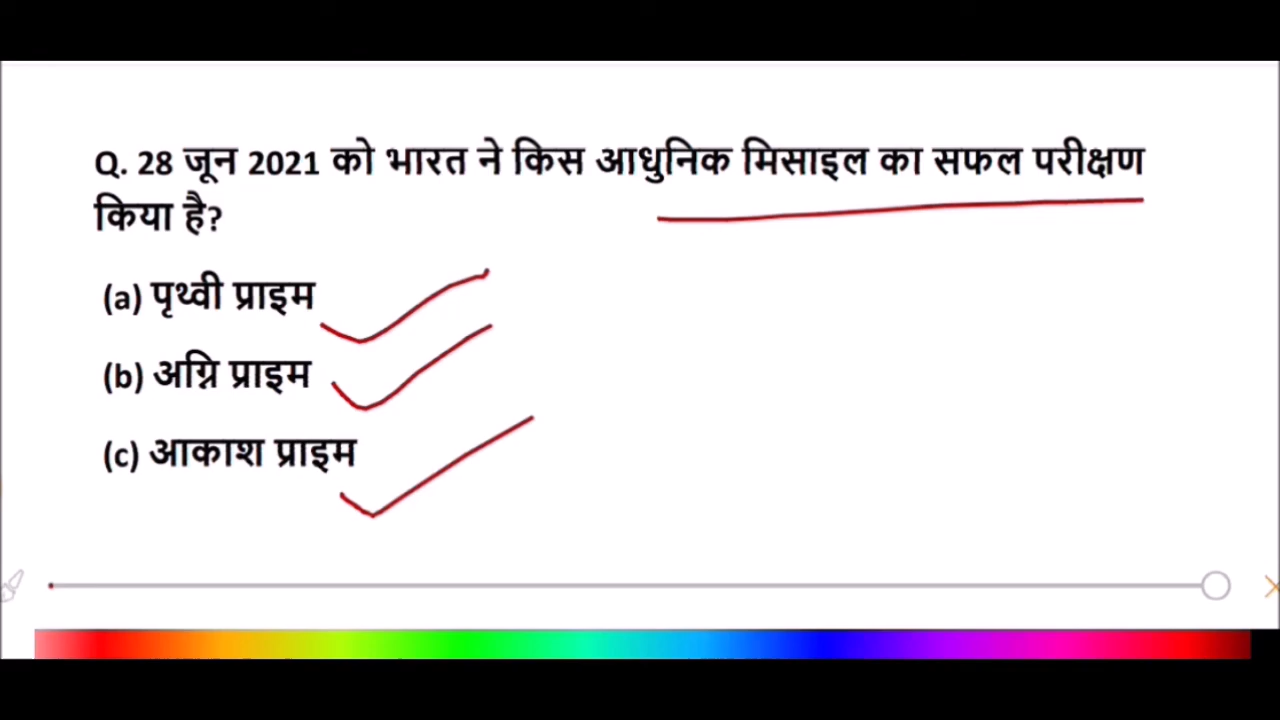 Q. 28 जून 2021 को भारत ने किस आधुनिक मिसाइल का सफल परीक्षण
किया है?
(a) पृथ्वी प्राइम
(b) अग्नि प्राइम
(c) आकाश प्राइम